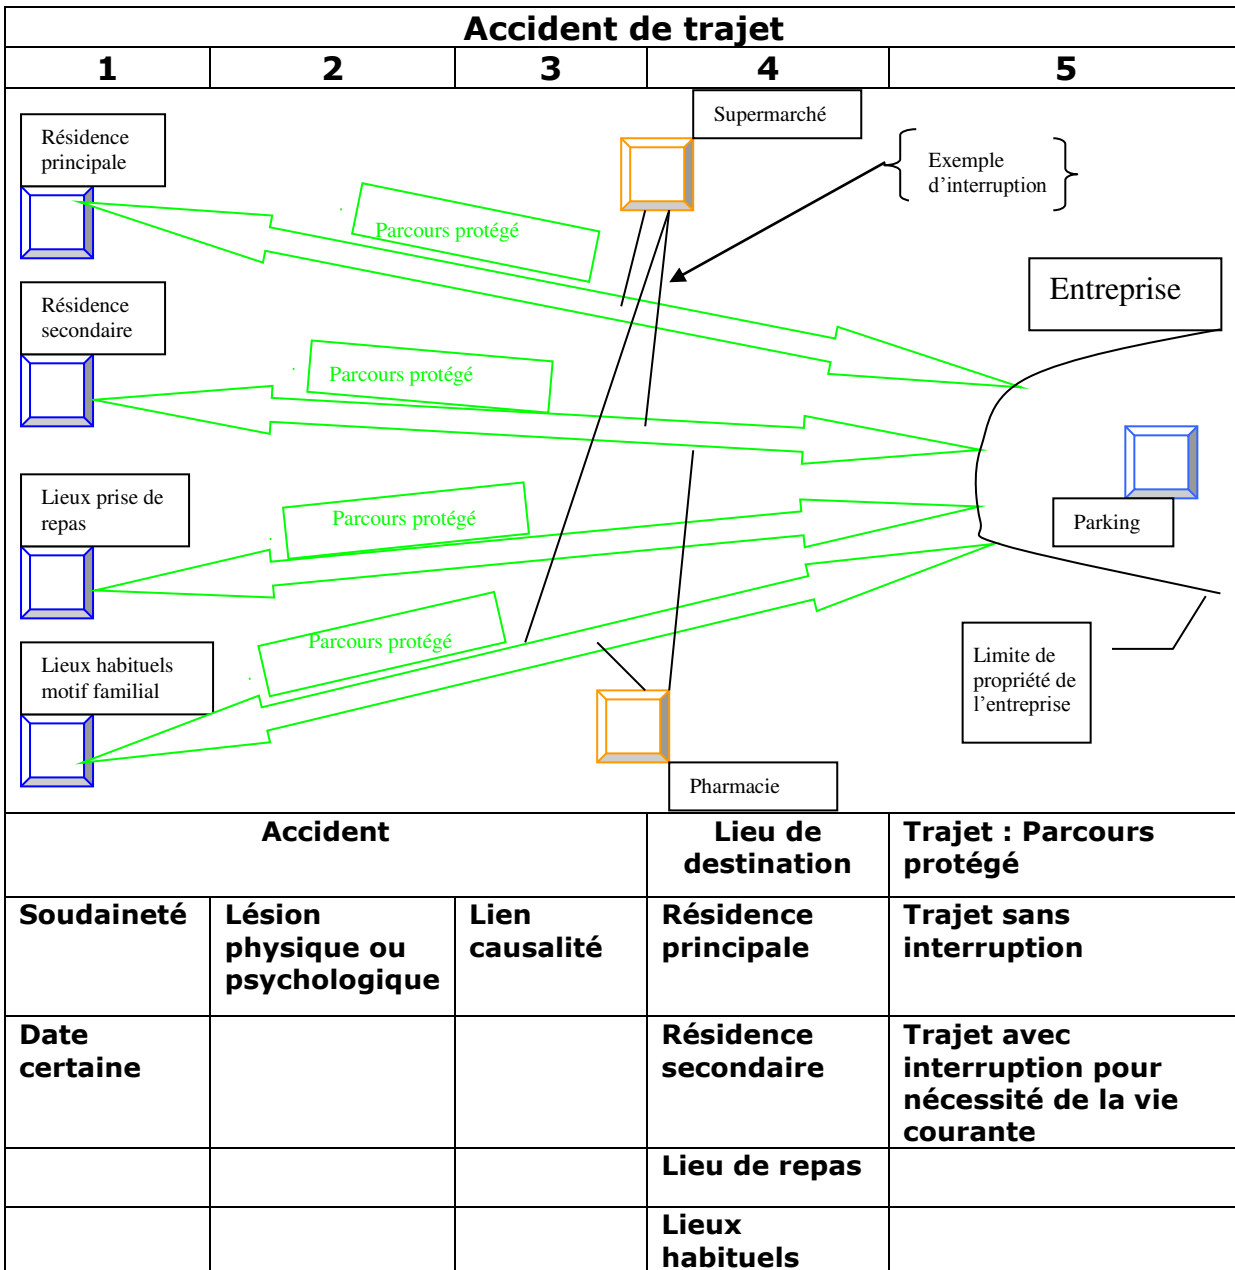 Accident de trajet
1 2 3 4 5
Supermarché
Résidence
principale
Exemple
d’interruption
Parcours protégé
Entreprise
Résidence
secondaire
Parcours protégé
Lieux prise de
repas
Parcours protégé
Parking
Parcours protégé
Lieux habituels
motif familial
Limite de
propriété de
l’entreprise
Pharmacie
Accident
Lieu de
destination
Trajet : Parcours
protégé
Soudaineté
Lésion
physique ou
psychologique
Lien
causalité
Résidence
principale
Trajet sans
interruption
Date
certaine
Résidence
secondaire
Trajet avec
interruption pour
nécessité de la vie
courante
Lieu de repas
Lieux
habituels